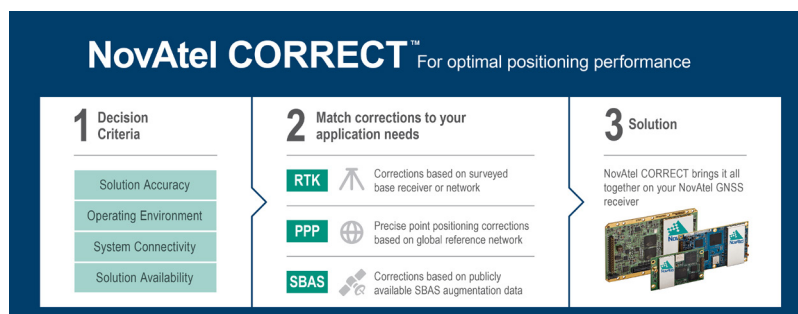 NovAtel CORRECT™ For optimal positioning performance
1 Decision
Criteria
Solution Accuracy
Operating Environment
System Connectivity
Solution Availability
2 Match corrections to your
application needs
RTK Corrections based on surveyed
base receiver or network
PPP Precise point positioning corrections
based on global reference network
SBAS Corrections based on publicly
available SBAS augmentation data
3 Solution
NovAtel CORRECT brings it all
together on your NovAtel GNSS
receiver
NovAtel
NovAtel
NovAtel